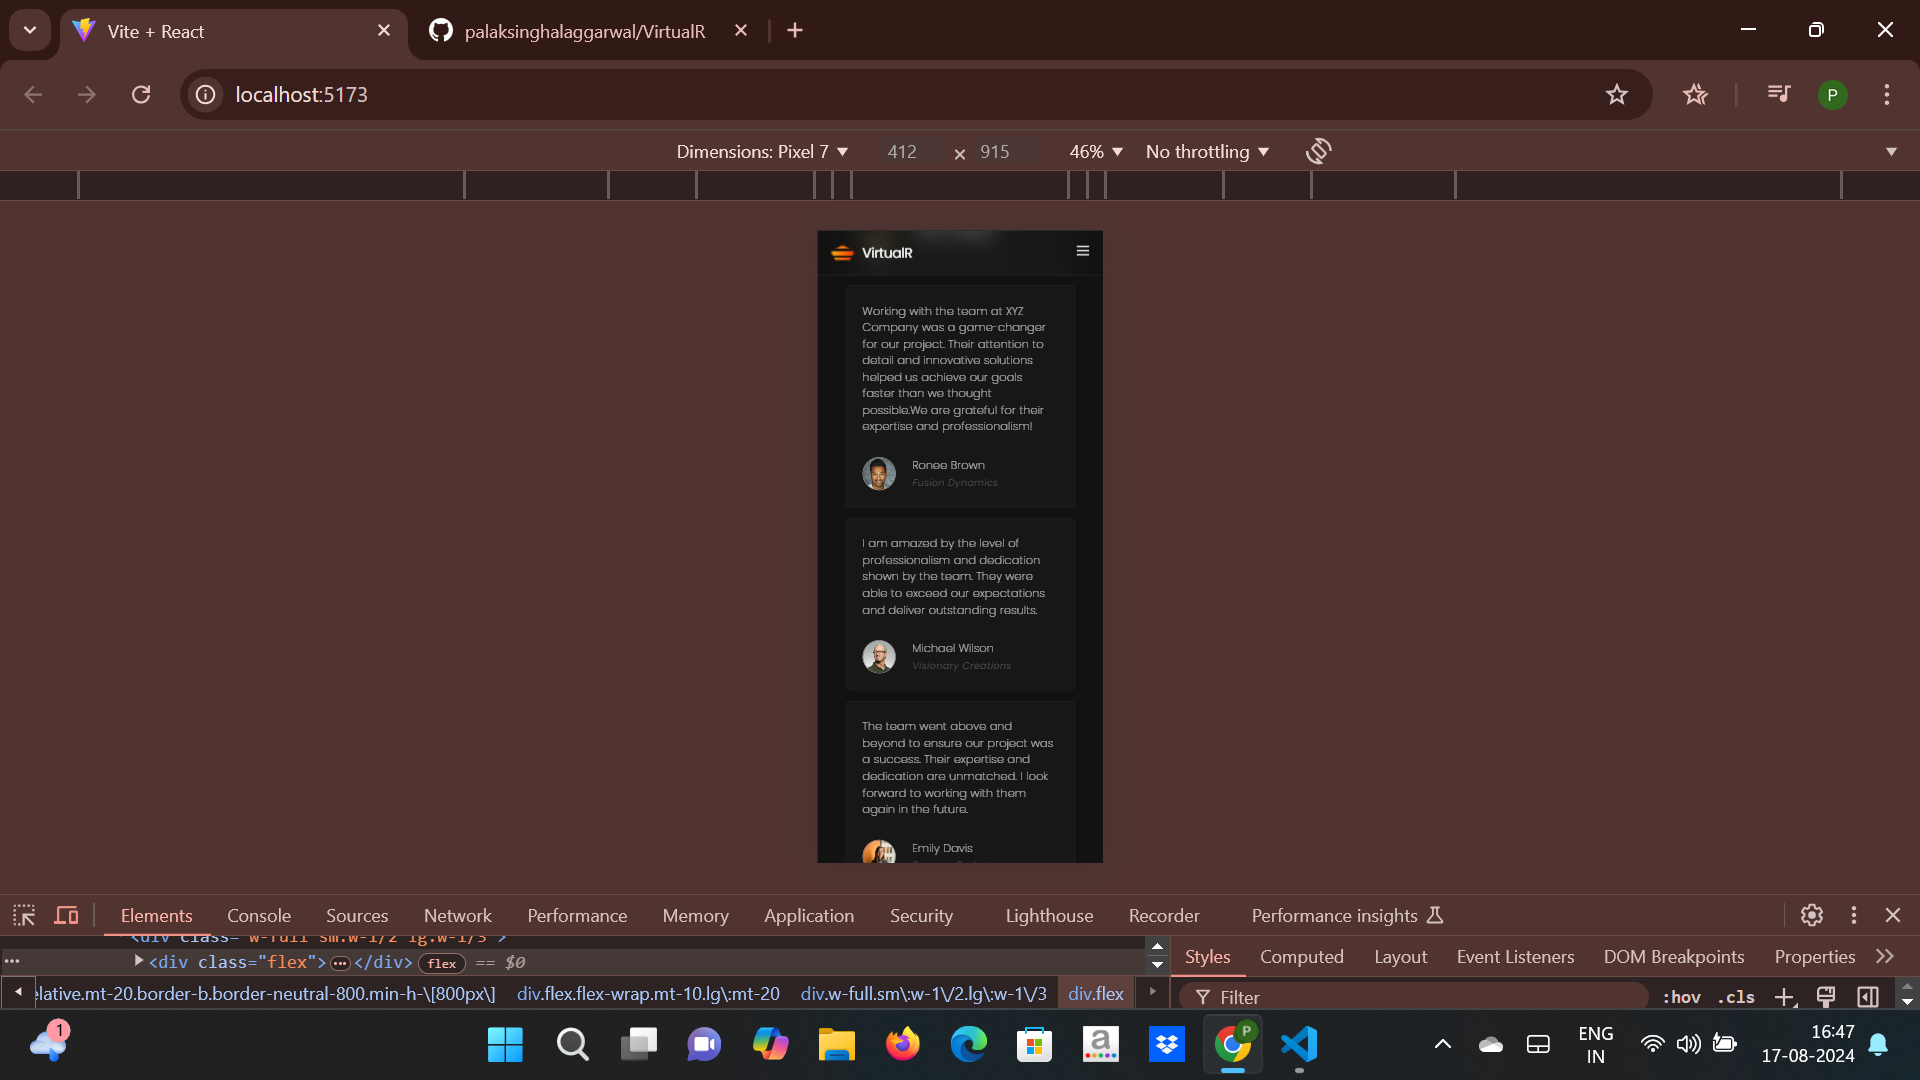 Vite + React
palaksinghalaggarwal/VirtualR
localhost:5173
P
Dimensions: Pixel 7
412
×
915
46%
No throttling
VirtualR
Working with the team at XYZ
Company was a game-changer
for our project. Their attention to
detail and innovative solutions
helped us achieve our goals
faster than we thought
possible.We are grateful for their
expertise and professionalism!
Ronee Brown
Fusion Dynamics
I am amazed by the level of
professionalism and dedication
shown by the team. They were
able to exceed our expectations
and deliver outstanding results.
Michael Wilson
Visionary Creations
The team went above and
beyond to ensure our project was
a success. Their expertise and
dedication are unmatched. I look
forward to working with them
again in the future.
Emily Davis
Elements Console Sources Network Performance Memory Application Security Lighthouse Recorder Performance insights
<div class="w-full sm:w-1/2 lg:w-1/3">
<div class="flex">…</div> flex == $0
elative.mt-20.border-b.border-neutral-800.min-h-\[800px\] div.flex.flex-wrap.mt-10.lg\:mt-20 div.w-full.sm\:w-1\/2.lg\:w-1\/3 div.flex
Styles Computed Layout Event Listeners DOM Breakpoints Properties
Filter
:hov .cls
1
a
P
ENG
IN
16:47
17-08-2024